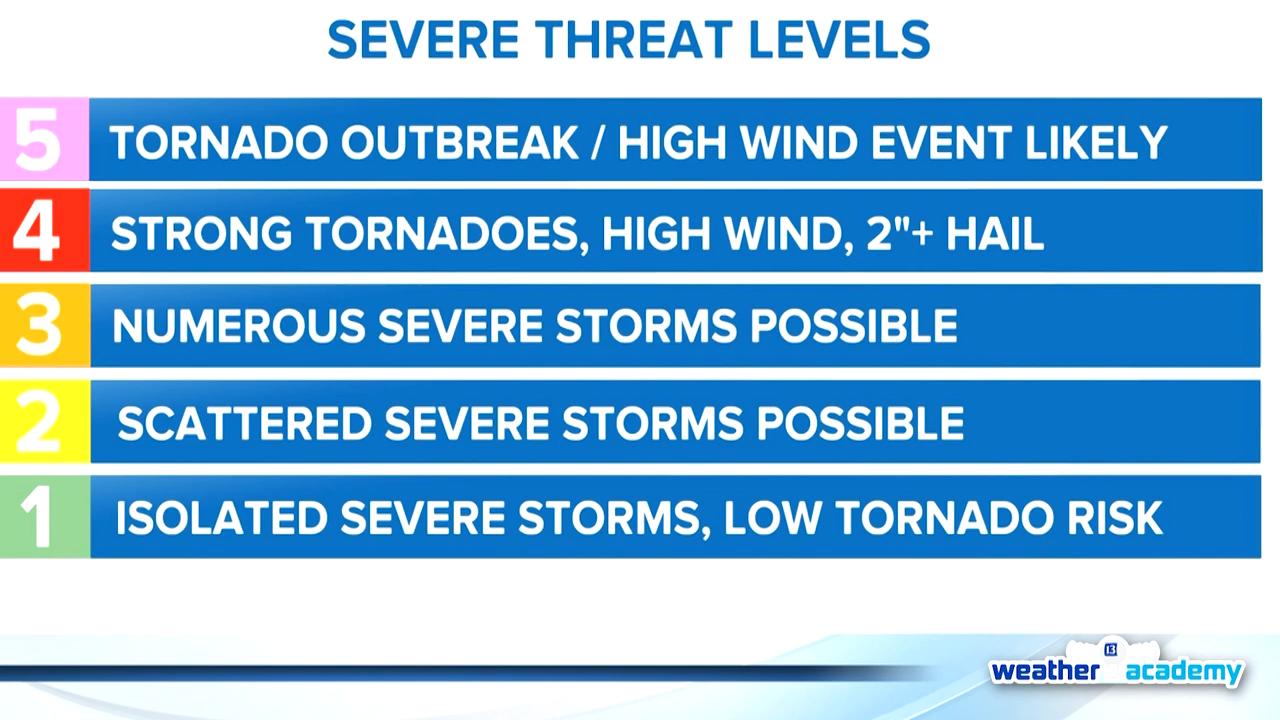 SEVERE THREAT LEVELS
5 TORNADO OUTBREAK / HIGH WIND EVENT LIKELY
4 STRONG TORNADOES, HIGH WIND, 2"+ HAIL
3 NUMEROUS SEVERE STORMS POSSIBLE
2 SCATTERED SEVERE STORMS POSSIBLE
1 ISOLATED SEVERE STORMS, LOW TORNADO RISK
13
weather academy